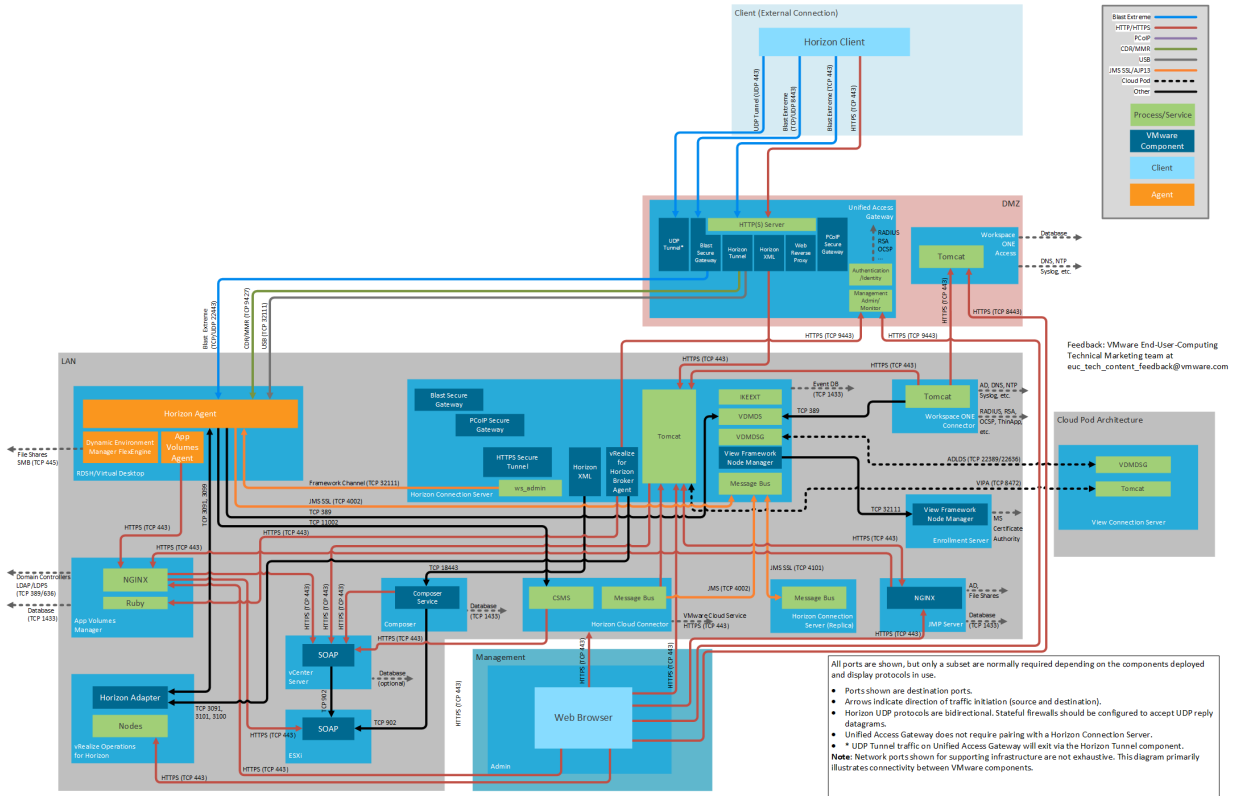 Client (External Connection)
Horizon Client
UDP Tunnel (UDP 443)
Blast Extreme
(TCP/UDP 8443)
Blast Extreme (TCP 443)
HTTPS (TCP 443)
Blast Extreme
HTTP/HTTPS
PCoIP
CDR/MMR
USB
JMS SSL/AJP13
Cloud Pod
Other
Process/Service
VMware
Component
Client
Agent
DMZ
Unified Access
Gateway
HTTP(S) Server
UDP
Tunnel*
Blast
Secure
Gateway
Horizon
Tunnel
Horizon
XML
Web
Reverse
Proxy
PCoIP
Secure
Gateway
RADIUS
RSA
OCSP
...
Authentication
/Identity
Management
Admin/
Monitor
Workspace
ONE
Access
Tomcat
Database
DNS, NTP
Syslog, etc.
HTTPS (TCP 443)
HTTPS (TCP 8443)
HTTPS (TCP 9443)
HTTPS (TCP 9443)
Blast Extreme
(TCP/UDP 22443)
CDR/MMR (TCP 9427)
USB (TCP 32111)
Feedback: VMware End-User-Computing
Technical Marketing team at
euc_tech_content_feedback@vmware.com
LAN
HTTPS (TCP 443)
HTTPS (TCP 443)
Horizon Agent
Dynamic Environment
Manager FlexEngine
App
Volumes
Agent
RDSH/Virtual Desktop
File Shares
SMB (TCP 445)
Blast Secure
Gateway
PCoIP Secure
Gateway
HTTPS Secure
Tunnel
ws_admin
Horizon
XML
vRealize
for
Horizon
Broker
Agent
Horizon Connection Server
Tomcat
IKEEXT
VDMDS
VDMDSG
View Framework
Node Manager
Message Bus
Event DB
(TCP 1433)
TCP 389
Tomcat
Workspace ONE
Connector
AD, DNS, NTP
Syslog, etc.
RADIUS, RSA,
OCSP, ThinApp,
etc.
Cloud Pod Architecture
VDMDSG
Tomcat
View Connection Server
ADLDS (TCP 22389/22636)
VIPA (TCP 8472)
Framework Channel (TCP 32111)
JMS SSL (TCP 4002)
TCP 389
TCP 11002
TCP 3091, 3099
TCP 32111
View Framework
Node Manager
Enrollment Server
MS
Certificate
Authority
HTTPS (TCP 443)
HTTPS (TCP 443)
HTTPS (TCP 443)
NGINX
Ruby
App Volumes
Manager
Domain Controllers
LDAP/LDPS
(TCP 389/636)
Database
(TCP 1433)
TCP 18443
Composer
Service
Composer
Database
(TCP 1433)
CSMS
Message Bus
Horizon Cloud Connector
JMS (TCP 4002)
JMS SSL (TCP 4101)
Message Bus
Horizon Connection
Server (Replica)
NGINX
JMP Server
AD,
File Shares
Database
(TCP 1433)
VMware Cloud Service
HTTPS (TCP 443)
HTTPS (TCP 443)
HTTPS (TCP 443)
HTTPS (TCP 443)
HTTPS (TCP 443)
HTTPS (TCP 443)
SOAP
vCenter
Server
Database
(optional)
TCP 902
TCP 902
SOAP
ESXi
HTTPS (TCP 443)
Horizon Adapter
Nodes
vRealize Operations
for Horizon
TCP 3091,
3101, 3100
HTTPS (TCP 443)
HTTPS (TCP 443)
HTTPS (TCP 443)
HTTPS (TCP 443)
HTTPS (TCP 443)
Management
Web Browser
Admin
All ports are shown, but only a subset are normally required depending on the components deployed
and display protocols in use.
• Ports shown are destination ports.
• Arrows indicate direction of traffic initiation (source and destination).
• Horizon UDP protocols are bidirectional. Stateful firewalls should be configured to accept UDP reply
datagrams.
• Unified Access Gateway does not require pairing with a Horizon Connection Server.
• * UDP Tunnel traffic on Unified Access Gateway will exit via the Horizon Tunnel component.
Note: Network ports shown for supporting infrastructure are not exhaustive. This diagram primarily
illustrates connectivity between VMware components.